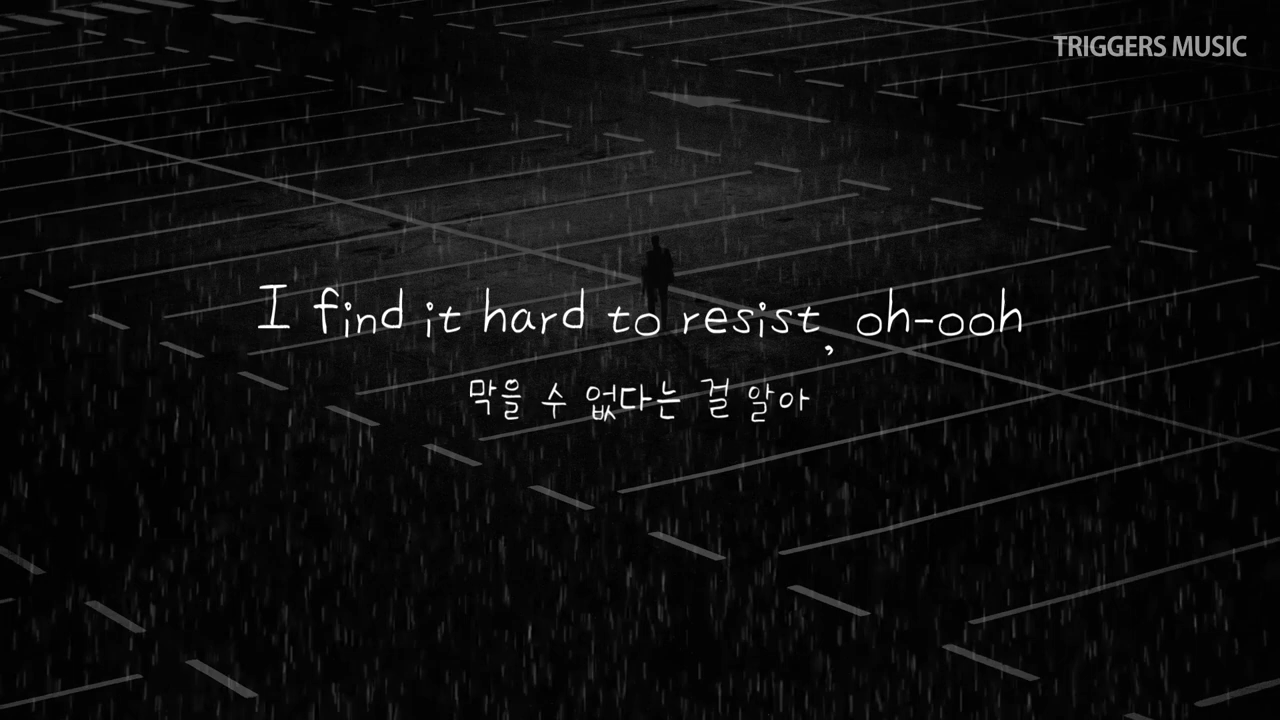 TRIGGERS MUSIC
I find it hard to resist, oh-ooh
막을 수 없다는 걸 알아